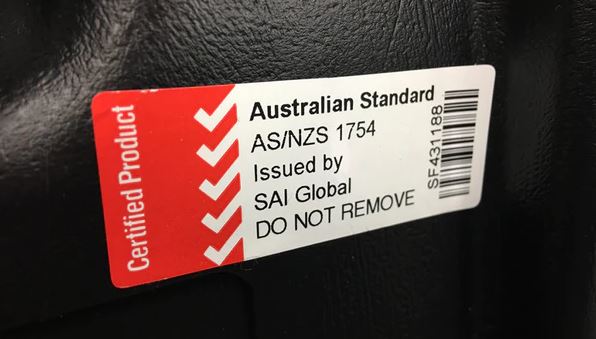 Certified Product
Australian Standard
AS/NZS 1754
Issued by
SAI Global
DO NOT REMOVE
SF431188